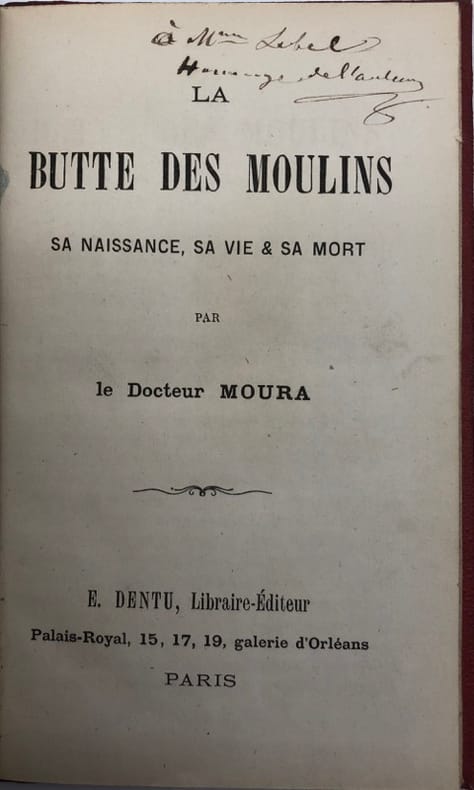 à Mme Lebel
Hommage de l'auteur
LA
BUTTE DES MOULINS
SA NAISSANCE, SA VIE & SA MORT
PAR
le Docteur MOURA
E. DENTU, Libraire-Éditeur
Palais-Royal, 15, 17, 19, galerie d'Orléans
PARIS